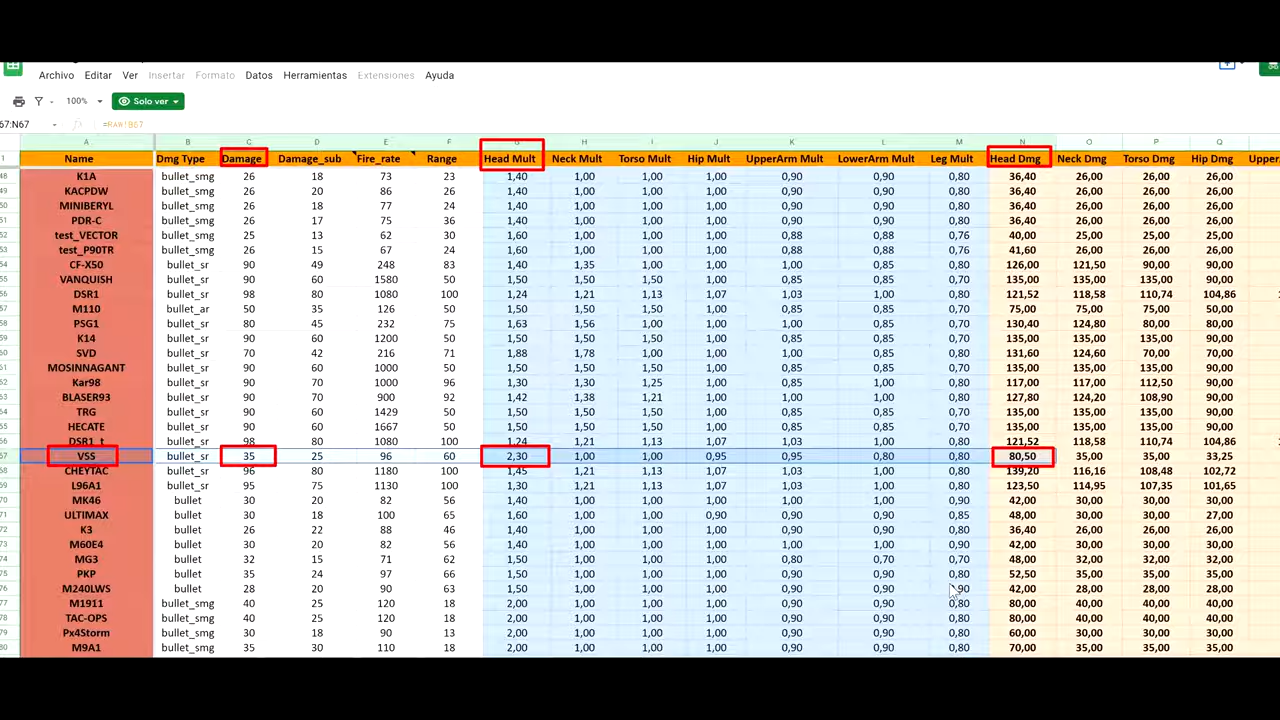 Archivo Editar Ver Insertar Formato Datos Herramientas Extensiones Ayuda
100% Solo ver
67:N67 fx =RAW!B67
A B C D E F G H I J K L M N O P Q
1 Name Dmg Type Damage Damage_sub Fire_rate Range Head Mult Neck Mult Torso Mult Hip Mult UpperArm Mult LowerArm Mult Leg Mult Head Dmg Neck Dmg Torso Dmg Hip Dmg Upper
48 K1A bullet_smg 26 18 73 23 1,40 1,00 1,00 1,00 0,90 0,90 0,80 36,40 26,00 26,00 26,00
49 KACPDW bullet_smg 26 20 86 26 1,40 1,00 1,00 1,00 0,90 0,90 0,80 36,40 26,00 26,00 26,00
50 MINIBERYL bullet_smg 26 18 77 24 1,40 1,00 1,00 1,00 0,90 0,90 0,80 36,40 26,00 26,00 26,00
51 PDR-C bullet_smg 26 17 75 36 1,40 1,00 1,00 1,00 0,90 0,90 0,80 36,40 26,00 26,00 26,00
52 test_VECTOR bullet_smg 25 13 62 30 1,60 1,00 1,00 1,00 0,88 0,88 0,76 40,00 25,00 25,00 25,00
53 test_P90TR bullet_smg 26 15 67 24 1,60 1,00 1,00 1,00 0,88 0,88 0,76 41,60 26,00 26,00 26,00
54 CF-X50 bullet_sr 90 49 248 83 1,40 1,35 1,00 1,00 1,00 0,85 0,80 126,00 121,50 90,00 90,00
55 VANQUISH bullet_sr 90 60 1580 50 1,50 1,50 1,50 1,00 0,85 0,85 0,70 135,00 135,00 135,00 90,00
56 DSR1 bullet_sr 98 80 1080 100 1,24 1,21 1,13 1,07 1,03 1,00 0,80 121,52 118,58 110,74 104,86
57 M110 bullet_ar 50 35 126 50 1,50 1,50 1,50 1,00 0,85 0,85 0,70 75,00 75,00 75,00 50,00
58 PSG1 bullet_sr 80 45 232 75 1,63 1,56 1,00 1,00 1,00 0,85 0,70 130,40 124,80 80,00 80,00
59 K14 bullet_sr 90 60 1200 50 1,50 1,50 1,50 1,00 0,85 0,85 0,70 135,00 135,00 135,00 90,00
60 SVD bullet_sr 70 42 216 71 1,88 1,78 1,00 1,00 1,00 0,85 0,70 131,60 124,60 70,00 70,00
61 MOSINNAGANT bullet_sr 90 60 1000 50 1,50 1,50 1,50 1,00 0,85 0,85 0,70 135,00 135,00 135,00 90,00
62 Kar98 bullet_sr 90 70 1000 96 1,30 1,30 1,25 1,00 0,85 1,00 0,80 117,00 117,00 112,50 90,00
63 BLASER93 bullet_sr 90 70 900 92 1,42 1,38 1,21 1,00 1,00 1,00 0,80 127,80 124,20 108,90 90,00
64 TRG bullet_sr 90 60 1429 50 1,50 1,50 1,50 1,00 0,85 0,85 0,70 135,00 135,00 135,00 90,00
65 HECATE bullet_sr 90 60 1667 50 1,50 1,50 1,50 1,00 0,85 0,85 0,70 135,00 135,00 135,00 90,00
66 DSR1_t bullet_sr 98 80 1080 100 1,24 1,21 1,13 1,07 1,03 1,00 0,80 121,52 118,58 110,74 104,86
67 VSS bullet_sr 35 25 96 60 2,30 1,00 1,00 0,95 0,95 0,80 0,80 80,50 35,00 35,00 33,25
68 CHEYTAC bullet_sr 96 80 1180 100 1,45 1,21 1,13 1,07 1,03 1,00 0,80 139,20 116,16 108,48 102,72
69 L96A1 bullet_sr 95 75 1130 100 1,30 1,21 1,13 1,07 1,03 1,00 0,80 123,50 114,95 107,35 101,65
70 MK46 bullet 30 20 82 56 1,40 1,00 1,00 1,00 0,90 0,90 0,80 42,00 30,00 30,00 30,00
71 ULTIMAX bullet 30 18 100 65 1,60 1,00 1,00 0,90 0,90 0,90 0,85 48,00 30,00 30,00 27,00
72 K3 bullet 26 22 88 46 1,40 1,00 1,00 1,00 0,90 0,90 0,80 36,40 26,00 26,00 26,00
73 M60E4 bullet 30 20 82 56 1,40 1,00 1,00 1,00 1,00 1,00 0,90 42,00 30,00 30,00 30,00
74 MG3 bullet 32 15 71 62 1,50 1,00 1,00 1,00 0,80 0,70 0,70 48,00 32,00 32,00 32,00
75 PKP bullet 35 24 97 66 1,50 1,00 1,00 1,00 0,90 0,90 0,80 52,50 35,00 35,00 35,00
76 M240LWS bullet 28 20 90 63 1,50 1,00 1,00 1,00 0,90 0,90 42,00 28,00 28,00 28,00
77 M1911 bullet_smg 40 25 120 18 2,00 1,00 1,00 1,00 0,90 0,90 0,80 80,00 40,00 40,00 40,00
78 TAC-OPS bullet_smg 40 25 120 18 2,00 1,00 1,00 1,00 0,90 0,90 0,80 80,00 40,00 40,00 40,00
79 Px4Storm bullet_smg 30 18 90 13 2,00 1,00 1,00 1,00 0,90 0,90 0,80 60,00 30,00 30,00 30,00
80 M9A1 bullet_smg 35 30 110 18 2,00 1,00 1,00 1,00 0,90 0,90 0,80 70,00 35,00 35,00 35,00